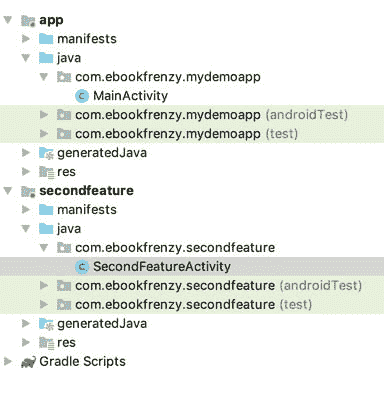 app
manifests
java
com.ebookfrenzy.mydemoapp
C MainActivity
com.ebookfrenzy.mydemoapp (androidTest)
com.ebookfrenzy.mydemoapp (test)
generatedJava
res
secondfeature
manifests
java
com.ebookfrenzy.secondfeature
C SecondFeatureActivity
com.ebookfrenzy.secondfeature (androidTest)
com.ebookfrenzy.secondfeature (test)
generatedJava
res
Gradle Scripts